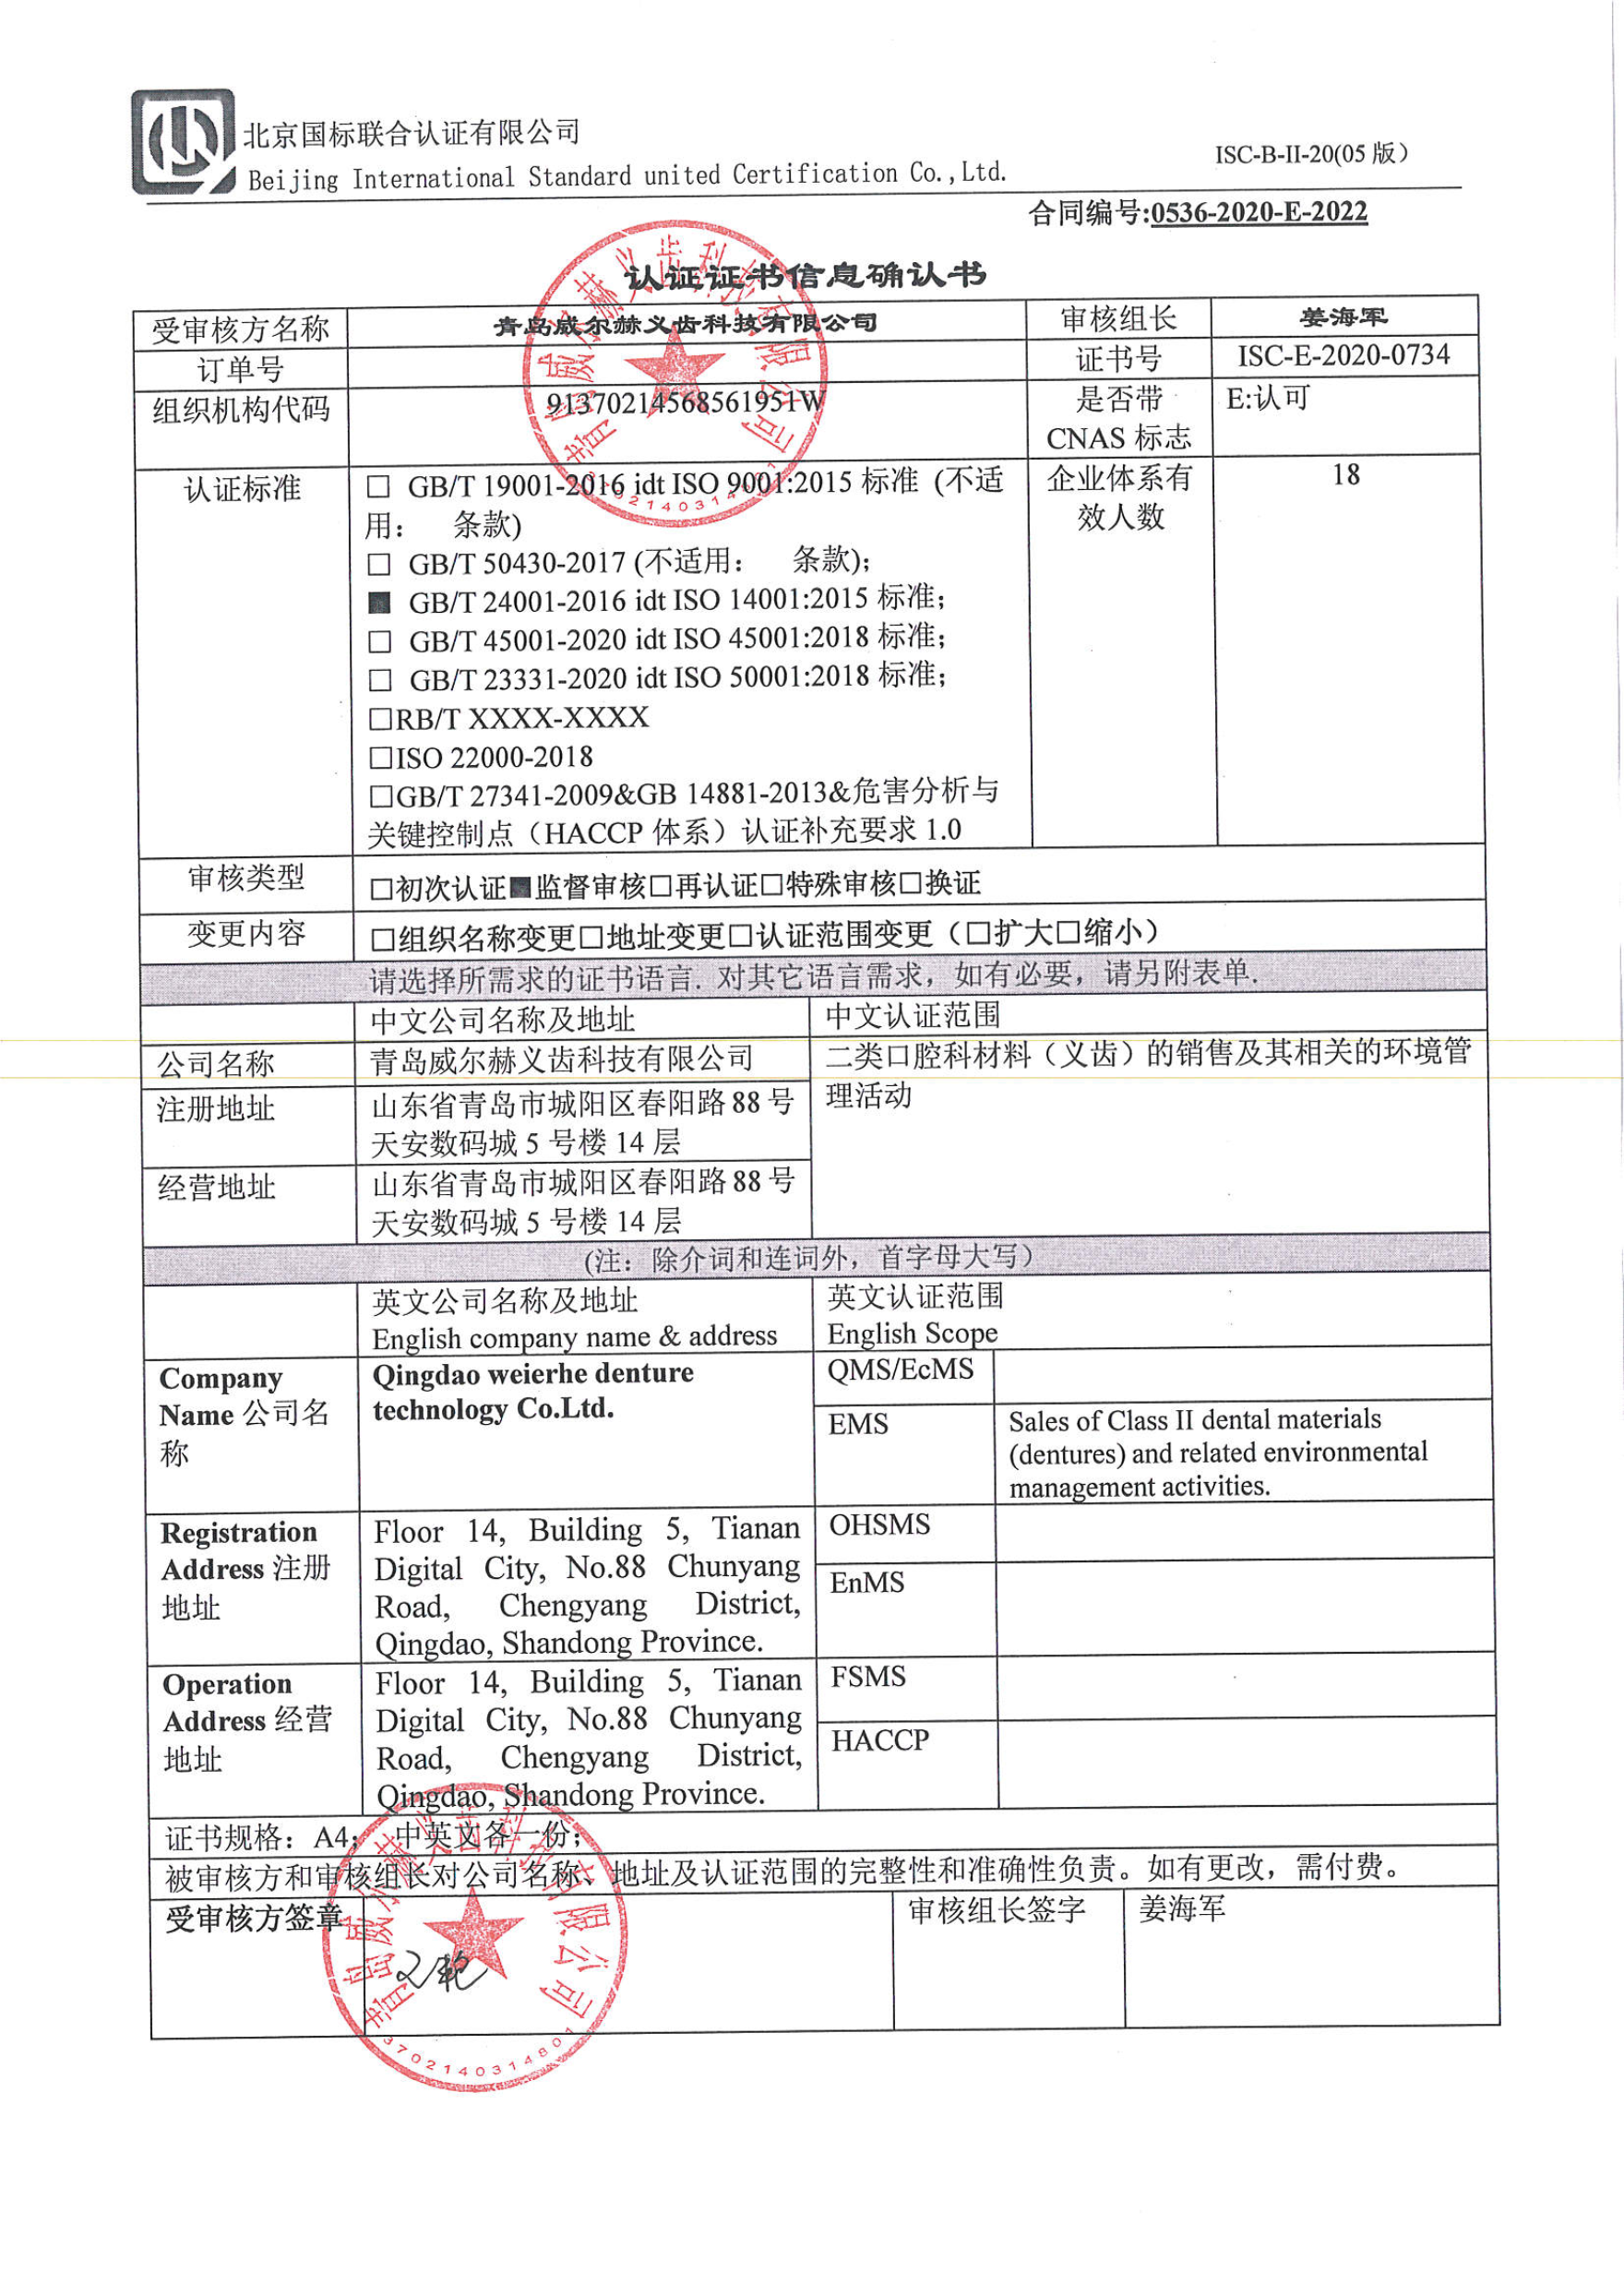 北京国标联合认证有限公司
Beijing International Standard united Certification Co.,Ltd.
ISC-B-II-20(05 版)
合同编号:0536-2020-E-2022
认证证书信息确认书
受审核方名称 青岛威尔赫义齿科技有限公司 审核组长 姜海军
订单号 证书号 ISC-E-2020-0734
组织机构代码 91370214568561951W 是否带 E:认可
CNAS 标志
认证标准 □ GB/T 19001-2016 idt ISO 9001:2015 标准 (不适 企业体系有 18
用： 条款) 效人数
□ GB/T 50430-2017 (不适用： 条款);
■ GB/T 24001-2016 idt ISO 14001:2015 标准；
□ GB/T 45001-2020 idt ISO 45001:2018 标准；
□ GB/T 23331-2020 idt ISO 50001:2018 标准；
□RB/T XXXX-XXXX
□ISO 22000-2018
□GB/T 27341-2009&GB 14881-2013&危害分析与
关键控制点（HACCP 体系）认证补充要求 1.0
审核类型 □初次认证■监督审核□再认证□特殊审核□换证
变更内容 □组织名称变更□地址变更□认证范围变更（□扩大□缩小）
请选择所需求的证书语言. 对其它语言需求，如有必要，请另附表单.
中文公司名称及地址 中文认证范围
公司名称 青岛威尔赫义齿科技有限公司 二类口腔科材料（义齿）的销售及其相关的环境管
理活动
注册地址 山东省青岛市城阳区春阳路 88 号
天安数码城 5 号楼 14 层
经营地址 山东省青岛市城阳区春阳路 88 号
天安数码城 5 号楼 14 层
(注：除介词和连词外，首字母大写）
英文公司名称及地址 英文认证范围
English company name & address English Scope
Company Qingdao weierhe denture QMS/EcMS
Name 公司名 technology Co.Ltd.
称
EMS Sales of Class II dental materials
(dentures) and related environmental
management activities.
Registration Floor 14, Building 5, Tianan OHSMS
Address 注册 Digital City, No.88 Chunyang EnMS
地址 Road, Chengyang District,
Qingdao, Shandong Province.
Operation Floor 14, Building 5, Tianan FSMS
Address 经营 Digital City, No.88 Chunyang HACCP
地址 Road, Chengyang District,
Qingdao, Shandong Province.
证书规格：A4； 中英文各一份；
被审核方和审核组长对公司名称、地址及认证范围的完整性和准确性负责。如有更改，需付费。
受审核方签章 审核组长签字 姜海军
青岛威尔赫义齿科技有限公司
3702140314801
青岛威尔赫义齿科技有限公司
3702140314801